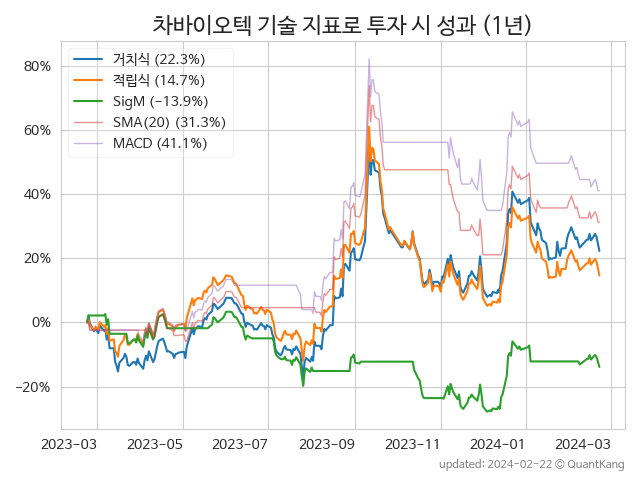 차바이오텍 기술 지표로 투자 시 성과 (1년)
거치식 (22.3%)
적립식 (14.7%)
SigM (−13.9%)
SMA(20) (31.3%)
MACD (41.1%)
80%
60%
40%
20%
0%
−20%
2023-03 2023-05 2023-07 2023-09 2023-11 2024-01 2024-03
updated: 2024-02-22 © QuantKang